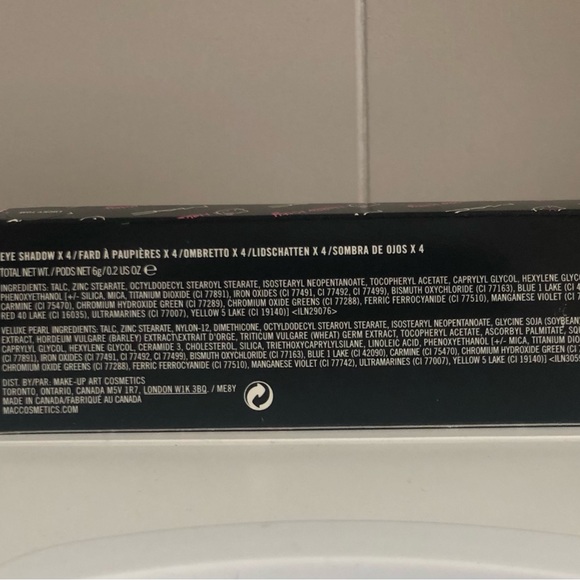 EYE SHADOW X 4/FARD À PAUPIÈRES X 4/OMBRETTO X 4/LIDSCHATTEN X 4/SOMBRA DE OJOS X 4
TOTAL NET WT./PODS NET 6g/0.2 US OZ ℮
INGREDIENTS: TALC, ZINC STEARATE, OCTYLDODECYL STEAROYL STEARATE, ISOSTEARYL NEOPENTANOATE, TOCOPHERYL ACETATE, CAPRYLYL GLYCOL, HEXYLENE GLYCO
PHENOXYETHANOL [+/- SILICA, MICA, TITANIUM DIOXIDE (CI 77891), IRON OXIDES (CI 77491, CI 77492, CI 77499), BISMUTH OXYCHLORIDE (CI 77163), BLUE 1 LAKE (CI
CARMINE (CI 75470), CHROMIUM HYDROXIDE GREEN (CI 77289), CHROMIUM OXIDE GREENS (CI 77288), FERRIC FERROCYANIDE (CI 77510), MANGANESE VIOLET (CI
RED 40 LAKE (CI 16035), ULTRAMARINES (CI 77007), YELLOW 5 LAKE (CI 19140)] <ILN29076>
VELUXE PEARL INGREDIENTS: TALC, ZINC STEARATE, NYLON-12, DIMETHICONE, OCTYLDODECYL STEAROYL STEARATE, ISOSTEARYL NEOPENTANOATE, GLYCINE SOJA (SOYBEAN
EXTRACT, HORDEUM VULGARE (BARLEY) EXTRACT\EXTRAIT D'ORGE, TRITICUM VULGARE (WHEAT) GERM EXTRACT, TOCOPHERYL ACETATE, ASCORBYL PALMITATE, SO
CAPRYLYL GLYCOL, HEXYLENE GLYCOL, CERAMIDE 3, CHOLESTEROL, SILICA, TRIETHOXYCAPRYLYLSILANE, LINOLEIC ACID, PHENOXYETHANOL [+/- MICA, TITANIUM DIO
77891), IRON OXIDES (CI 77491, CI 77492, CI 77499), BISMUTH OXYCHLORIDE (CI 77163), BLUE 1 LAKE (CI 42090), CARMINE (CI 75470), CHROMIUM HYDROXIDE GREEN (CI
OXIDE GREENS (CI 77288), FERRIC FERROCYANIDE (CI 77510), MANGANESE VIOLET (CI 77742), ULTRAMARINES (CI 77007), YELLOW 5 LAKE (CI 19140)] <ILN305
DIST. BY/PAR: MAKE-UP ART COSMETICS
TORONTO, ONTARIO, CANADA M5V 1R7, LONDON W1K 3BQ. / ME8Y
MADE IN CANADA/FABRIQUÉ AU CANADA
MACCOSMETICS.COM